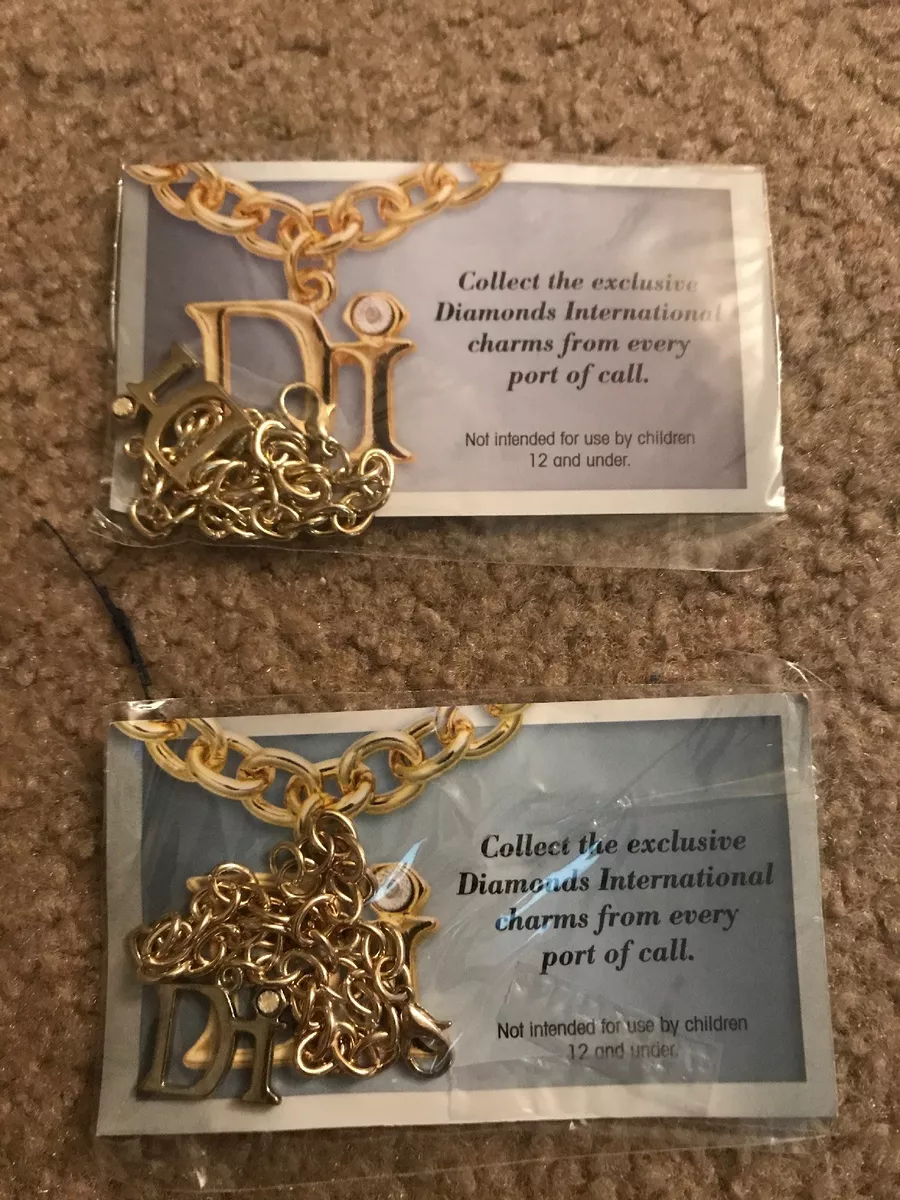 Di
Collect the exclusive
Diamonds International
charms from every
port of call.
Not intended for use by children
12 and under.
Di
Collect the exclusive
Diamonds International
charms from every
port of call.
Not intended for use by children
12 and under.
Di